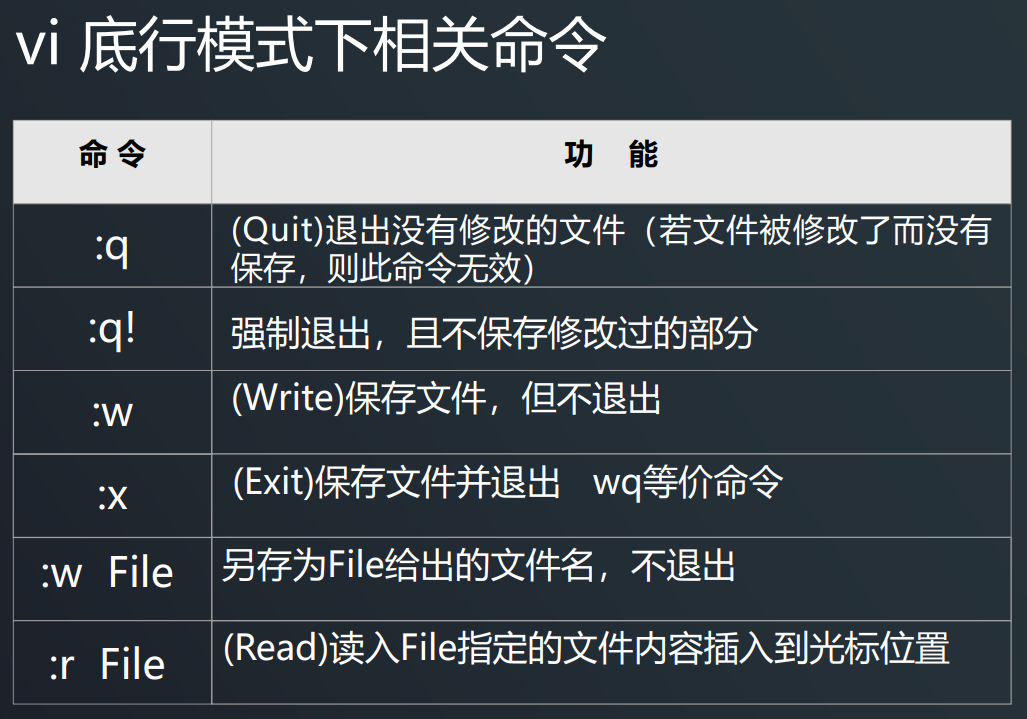 vi 底行模式下相关命令
命 令 功 能
:q (Quit)退出没有修改的文件（若文件被修改了而没有
保存，则此命令无效）
:q! 强制退出，且不保存修改过的部分
:w (Write)保存文件，但不退出
:x (Exit)保存文件并退出 wq等价命令
:w File 另存为File给出的文件名，不退出
:r File (Read)读入File指定的文件内容插入到光标位置